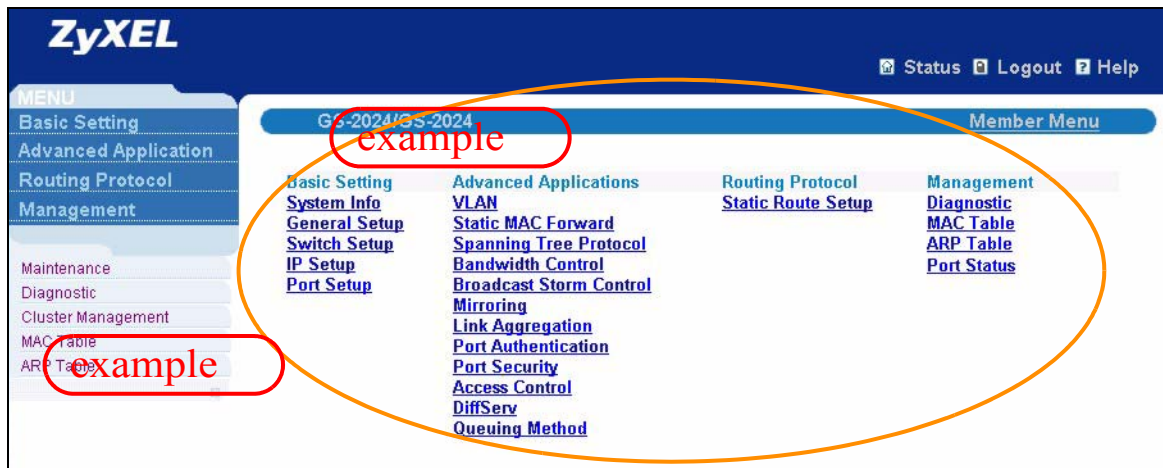 ZyXEL
Status Logout Help
MENU
Basic Setting
Advanced Application
Routing Protocol
Management
Maintenance
Diagnostic
Cluster Management
MAC Table
ARP Table
example
GS-2024/GS-2024
Member Menu
example
Basic Setting
System Info
General Setup
Switch Setup
IP Setup
Port Setup
Advanced Applications
VLAN
Static MAC Forward
Spanning Tree Protocol
Bandwidth Control
Broadcast Storm Control
Mirroring
Link Aggregation
Port Authentication
Port Security
Access Control
DiffServ
Queuing Method
Routing Protocol
Static Route Setup
Management
Diagnostic
MAC Table
ARP Table
Port Status